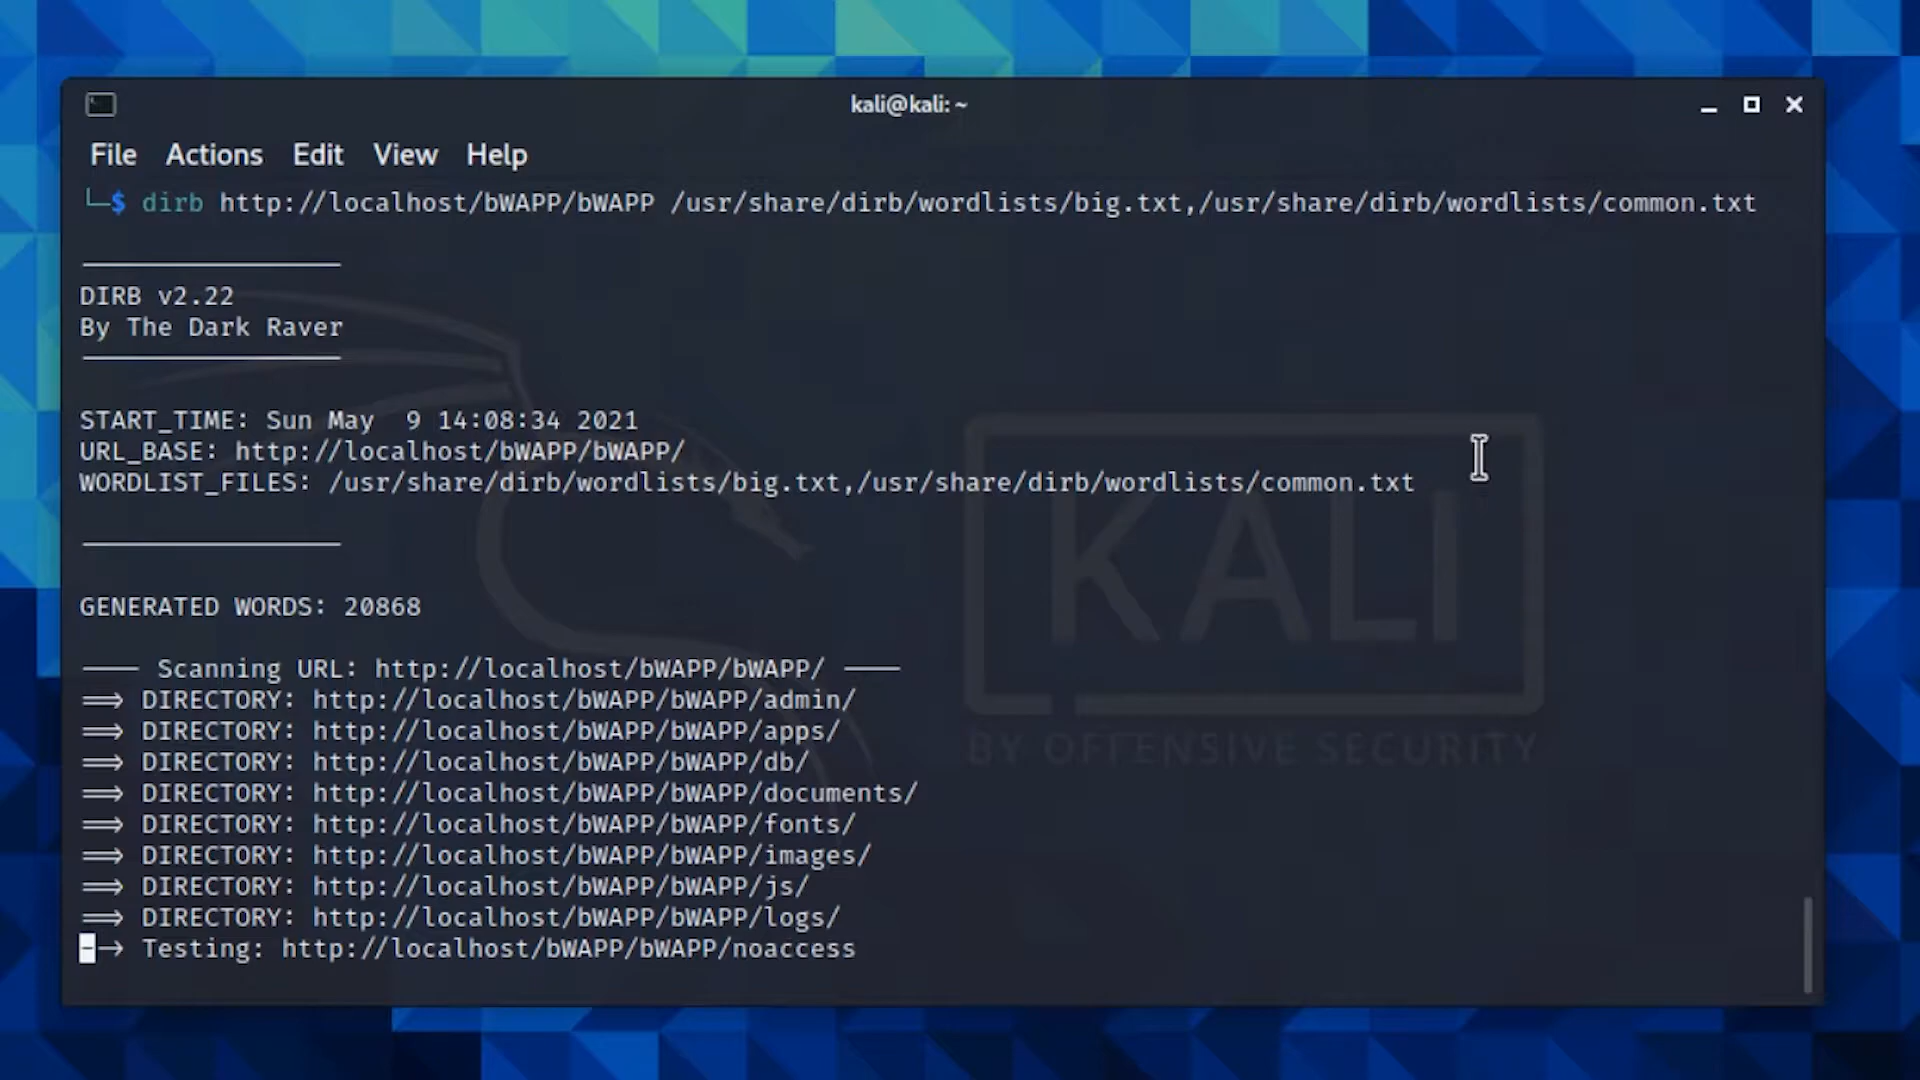 kali@kali: ~
File Actions Edit View Help
└─$ dirb http://localhost/bWAPP/bWAPP /usr/share/dirb/wordlists/big.txt,/usr/share/dirb/wordlists/common.txt
DIRB v2.22
By The Dark Raver
START_TIME: Sun May  9 14:08:34 2021
URL_BASE: http://localhost/bWAPP/bWAPP/
WORDLIST_FILES: /usr/share/dirb/wordlists/big.txt,/usr/share/dirb/wordlists/common.txt
GENERATED WORDS: 20868
──── Scanning URL: http://localhost/bWAPP/bWAPP/ ────
⟹ DIRECTORY: http://localhost/bWAPP/bWAPP/admin/
⟹ DIRECTORY: http://localhost/bWAPP/bWAPP/apps/
⟹ DIRECTORY: http://localhost/bWAPP/bWAPP/db/
⟹ DIRECTORY: http://localhost/bWAPP/bWAPP/documents/
⟹ DIRECTORY: http://localhost/bWAPP/bWAPP/fonts/
⟹ DIRECTORY: http://localhost/bWAPP/bWAPP/images/
⟹ DIRECTORY: http://localhost/bWAPP/bWAPP/js/
⟹ DIRECTORY: http://localhost/bWAPP/bWAPP/logs/
-→ Testing: http://localhost/bWAPP/bWAPP/noaccess
KALI
BY OFFENSIVE SECURITY